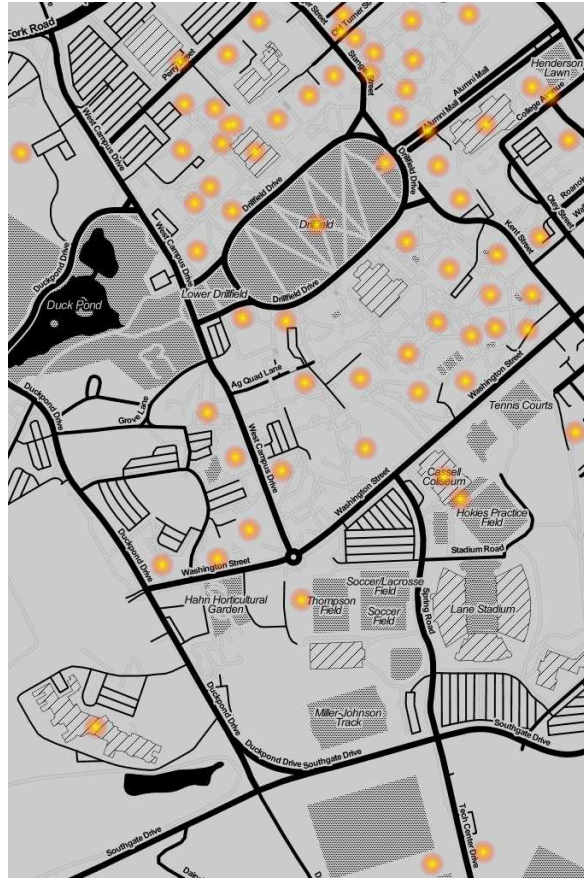 Fork Road
Old Turner Str
Street
Perry Street
Stanger Street
Alumni Mall
Henderson
Lawn
College Avenue
Alumni Mall
West Campus Drive
Drillfield Drive
Drillfield Drive
Otey Street
Roanok
Kent Street
West Campus Drive
Drillfield
Duckpond Drive
Duck Pond
Lower Drillfield
Drillfield Drive
Ag Quad Lane
Washington Street
Duckpond Drive
Grove Lane
Tennis Courts
West Campus Drive
Cassell
Coliseum
Washington Street
Hokies Practice
Field
Duckpond Drive
Stadium Road
Washington Street
Hahn Horticultural
Garden
Thompson
Field
Soccer/Lacrosse
Field
Soccer
Field
Spring Road
Lane Stadium
Duckpond Drive
Miller-Johnson
Track
Southgate Drive
Duckpond Drive
Southgate Drive
Southgate Drive
Tech Center Drive